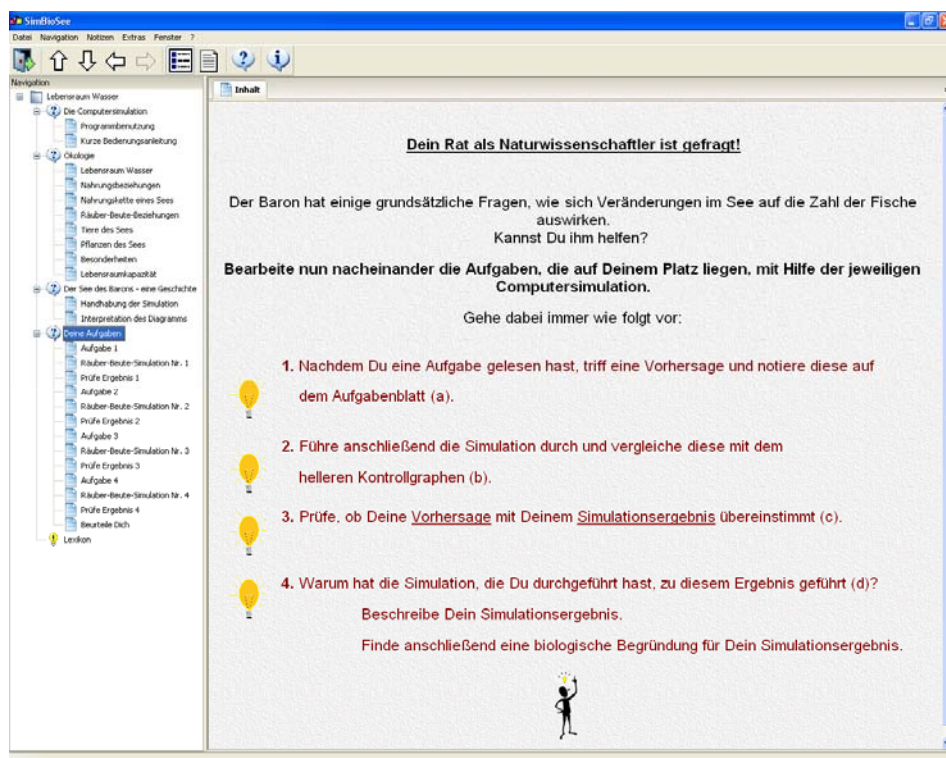 SimBioSee
Datei Navigation Notizen Extras Fenster ?
Navigation
Lebensraum Wasser
Die Computersimulation
Programmbenutzung
Kurze Bedienungsanleitung
Ökologie
Lebensraum Wasser
Nahrungsbeziehungen
Nahrungskette eines Sees
Räuber-Beute-Beziehungen
Tiere des Sees
Pflanzen des Sees
Besonderheiten
Lebensraumkapazität
Der See des Barons - eine Geschichte
Handhabung der Simulation
Interpretation des Diagramms
Deine Aufgaben
Aufgabe 1
Räuber-Beute-Simulation Nr. 1
Prüfe Ergebnis 1
Aufgabe 2
Räuber-Beute-Simulation Nr. 2
Prüfe Ergebnis 2
Aufgabe 3
Räuber-Beute-Simulation Nr. 3
Prüfe Ergebnis 3
Aufgabe 4
Räuber-Beute-Simulation Nr. 4
Prüfe Ergebnis 4
Beurteile Dich
Lexikon
Inhalt
Dein Rat als Naturwissenschaftler ist gefragt!
Der Baron hat einige grundsätzliche Fragen, wie sich Veränderungen im See auf die Zahl der Fische
auswirken.
Kannst Du ihm helfen?
Bearbeite nun nacheinander die Aufgaben, die auf Deinem Platz liegen, mit Hilfe der jeweiligen
Computersimulation.
Gehe dabei immer wie folgt vor:
1. Nachdem Du eine Aufgabe gelesen hast, triff eine Vorhersage und notiere diese auf
dem Aufgabenblatt (a).
2. Führe anschließend die Simulation durch und vergleiche diese mit dem
helleren Kontrollgraphen (b).
3. Prüfe, ob Deine Vorhersage mit Deinem Simulationsergebnis übereinstimmt (c).
4. Warum hat die Simulation, die Du durchgeführt hast, zu diesem Ergebnis geführt (d)?
Beschreibe Dein Simulationsergebnis.
Finde anschließend eine biologische Begründung für Dein Simulationsergebnis.